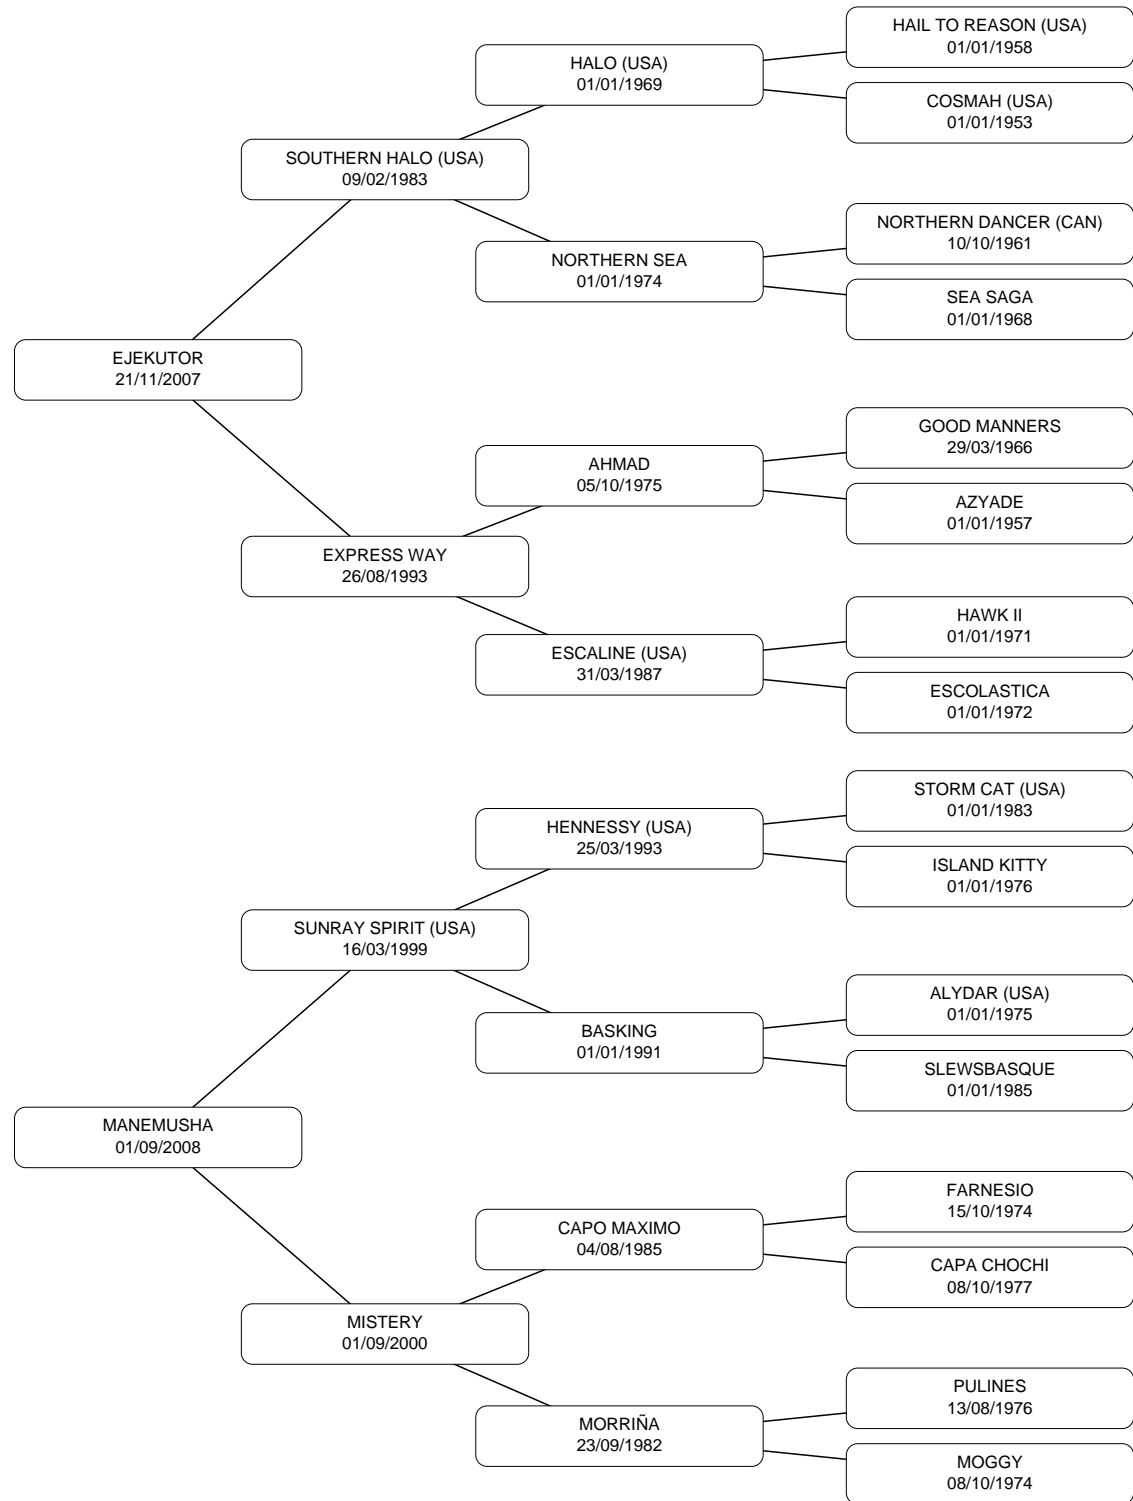 HAIL TO REASON (USA)
01/01/1958
HALO (USA)
01/01/1969
COSMAH (USA)
01/01/1953
SOUTHERN HALO (USA)
09/02/1983
NORTHERN DANCER (CAN)
10/10/1961
NORTHERN SEA
01/01/1974
SEA SAGA
01/01/1968
EJEKUTOR
21/11/2007
GOOD MANNERS
29/03/1966
AHMAD
05/10/1975
AZYADE
01/01/1957
EXPRESS WAY
26/08/1993
HAWK II
01/01/1971
ESCALINE (USA)
31/03/1987
ESCOLASTICA
01/01/1972
STORM CAT (USA)
01/01/1983
HENNESSY (USA)
25/03/1993
ISLAND KITTY
01/01/1976
SUNRAY SPIRIT (USA)
16/03/1999
ALYDAR (USA)
01/01/1975
BASKING
01/01/1991
SLEWSBASQUE
01/01/1985
MANEMUSHA
01/09/2008
FARNESIO
15/10/1974
CAPO MAXIMO
04/08/1985
CAPA CHOCHI
08/10/1977
MISTERY
01/09/2000
PULINES
13/08/1976
MORRIÑA
23/09/1982
MOGGY
08/10/1974